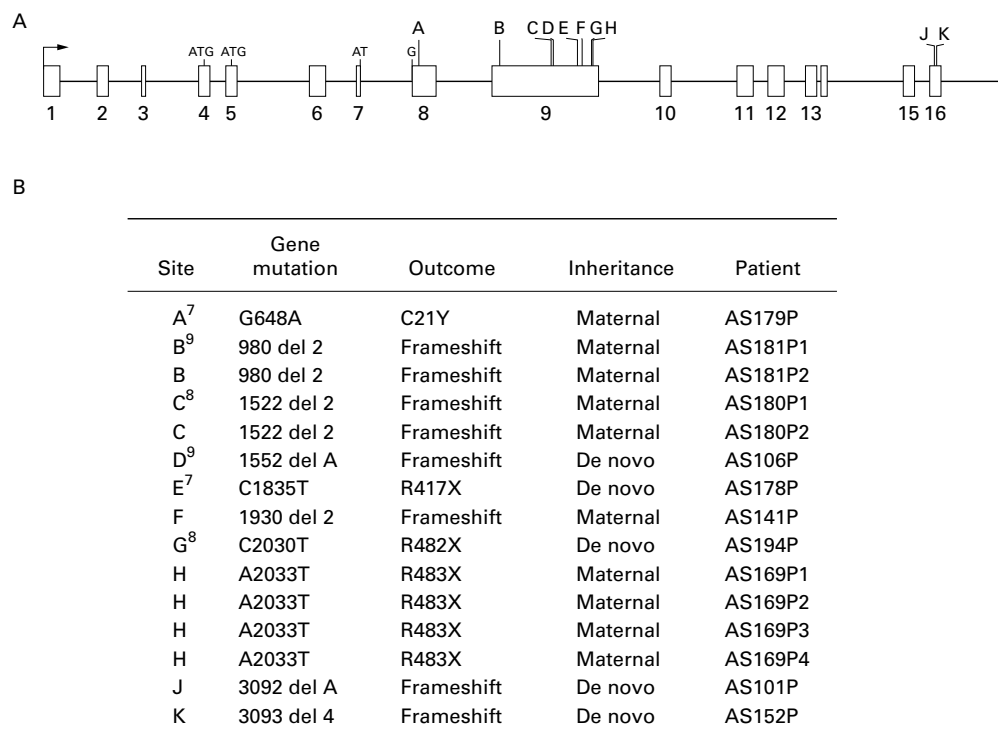 A
A B C D E F G H J K
ATG ATG AT G
1 2 3 4 5 6 7 8 9 10 11 12 13 15 16
B
Site Gene mutation Outcome Inheritance Patient
A7 G648A C21Y Maternal AS179P
B9 980 del 2 Frameshift Maternal AS181P1
B 980 del 2 Frameshift Maternal AS181P2
C8 1522 del 2 Frameshift Maternal AS180P1
C 1522 del 2 Frameshift Maternal AS180P2
D9 1552 del A Frameshift De novo AS106P
E7 C1835T R417X De novo AS178P
F 1930 del 2 Frameshift Maternal AS141P
G8 C2030T R482X De novo AS194P
H A2033T R483X Maternal AS169P1
H A2033T R483X Maternal AS169P2
H A2033T R483X Maternal AS169P3
H A2033T R483X Maternal AS169P4
J 3092 del A Frameshift De novo AS101P
K 3093 del 4 Frameshift De novo AS152P